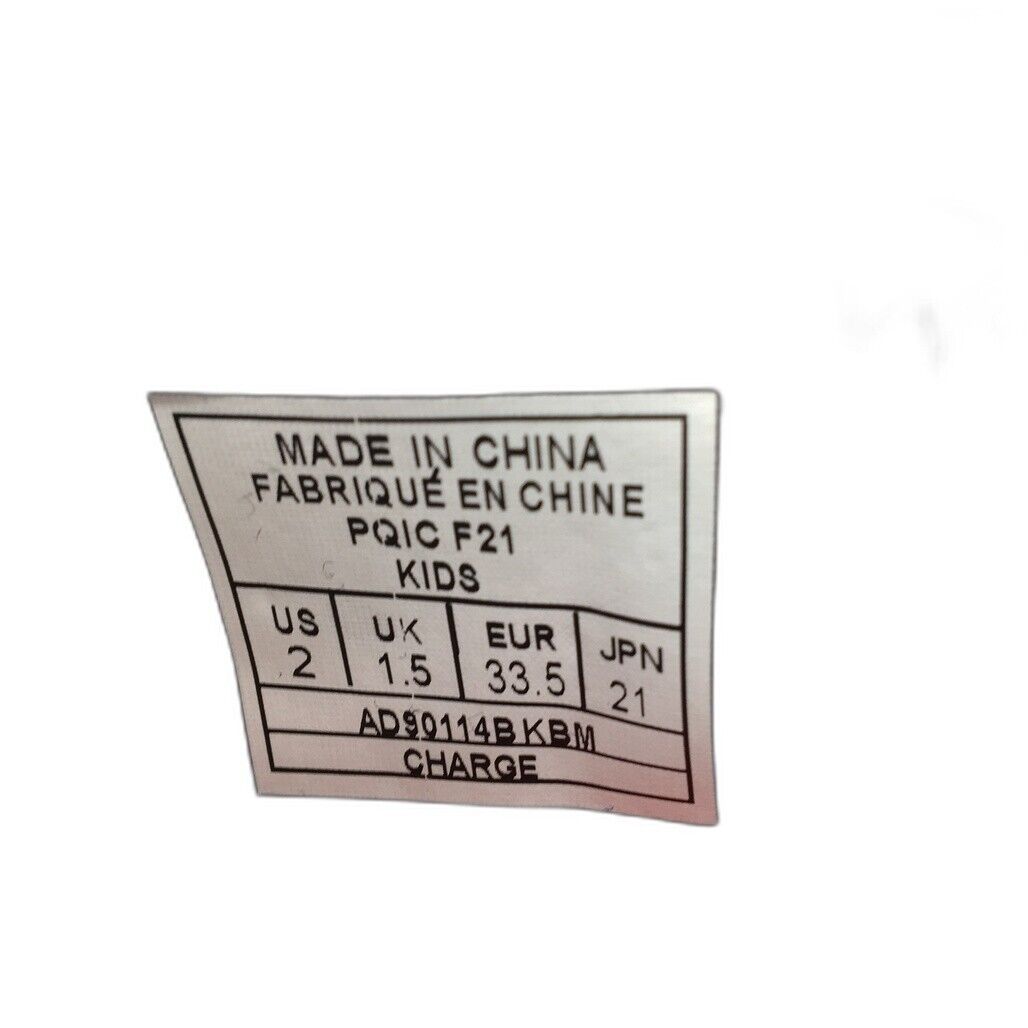 MADE IN CHINA
FABRIQUÉ EN CHINE
PQIC F21
KIDS
US UK EUR JPN
2 1.5 33.5 21
AD90114B KBM
CHARGE